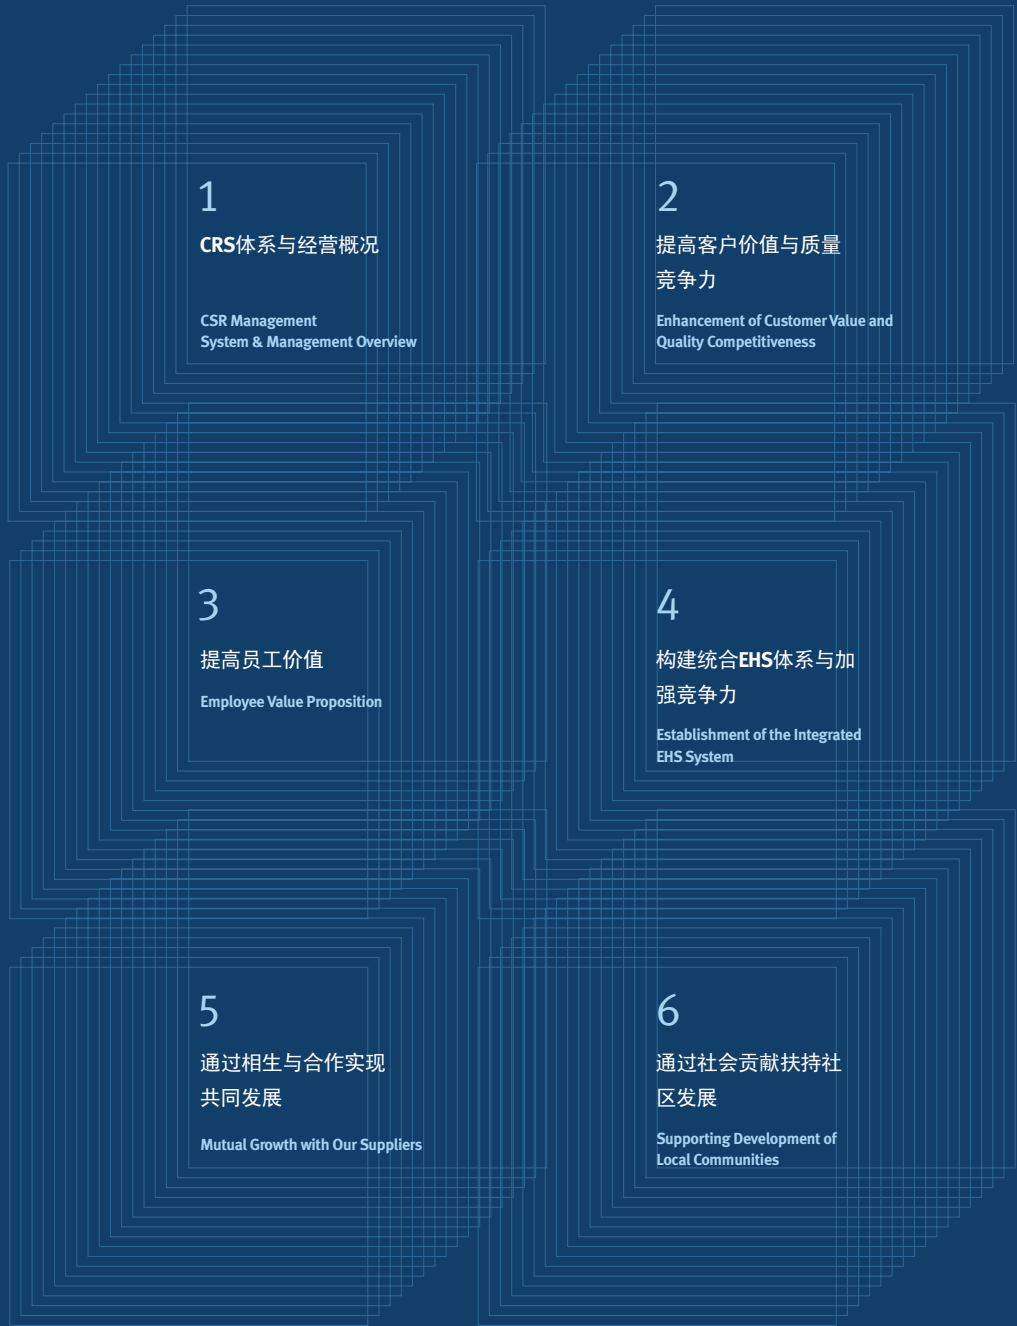 1
CRS体系与经营概况
CSR Management
System & Management Overview
2
提高客户价值与质量
竞争力
Enhancement of Customer Value and
Quality Competitiveness
3
提高员工价值
Employee Value Proposition
4
构建统合EHS体系与加
强竞争力
Establishment of the Integrated
EHS System
5
通过相生与合作实现
共同发展
Mutual Growth with Our Suppliers
6
通过社会贡献扶持社
区发展
Supporting Development of
Local Communities